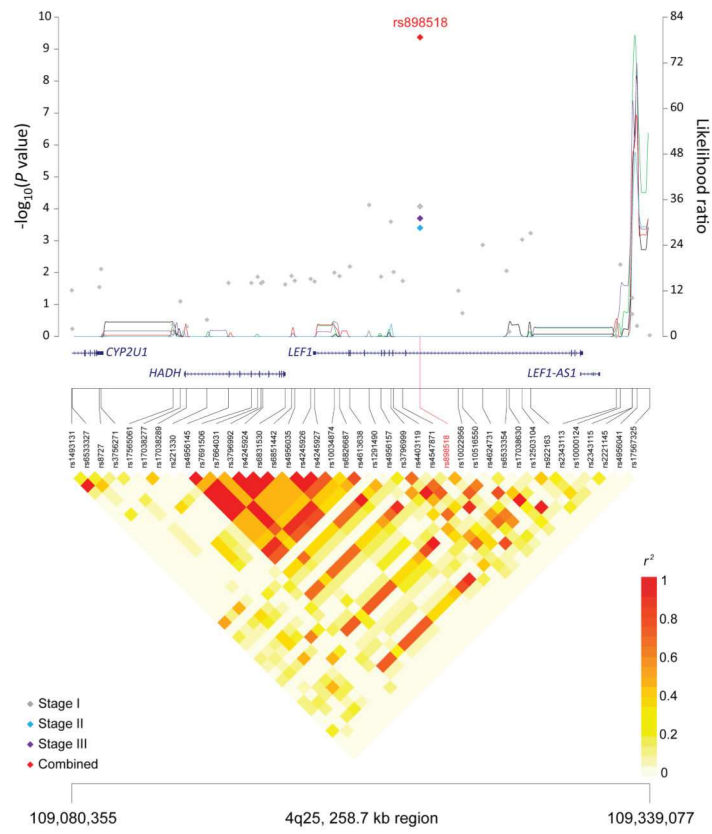 rs898518
10
9
8
7
6
5
4
3
2
1
0
-log10(P value)
84
72
60
48
36
24
12
0
Likelihood ratio
CYP2U1
LEF1
HADH
LEF1-AS1
rs1493131
rs6533327
rs8727
rs3756271
rs17565061
rs17038277
rs17038289
rs221330
rs4956145
rs7691506
rs7664031
rs3796992
rs4245924
rs6831530
rs6851442
rs4956035
rs4245926
rs4245927
rs10034874
rs6826687
rs4613638
rs1291490
rs4956157
rs3796999
rs4403119
rs4547871
rs898518
rs10022956
rs10516550
rs4624731
rs6533354
rs17038630
rs12503104
rs922163
rs10000124
rs2343113
rs2343115
rs2221145
rs4956041
rs17567325
r²
1
0.8
0.6
0.4
0.2
0
Stage I
Stage II
Stage III
Combined
109,080,355
4q25, 258.7 kb region
109,339,077